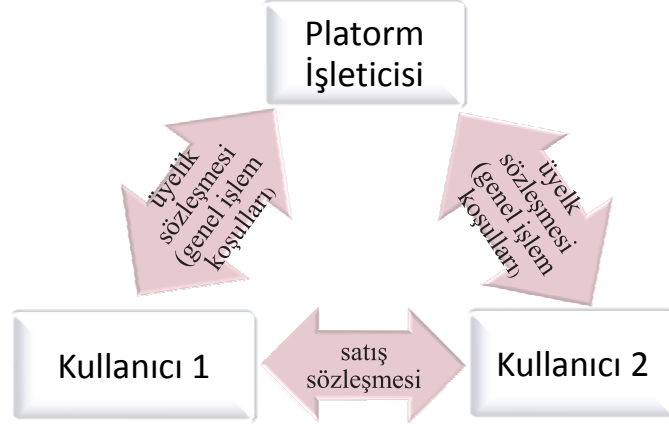 Platorm
İşleticisi
üyelik
sözleşmesi
(genel işlem
koşulları)
üyelk
sözleşmesi
(genel işlem
koşulları)
Kullanıcı 1
satış
sözleşmesi
Kullanıcı 2